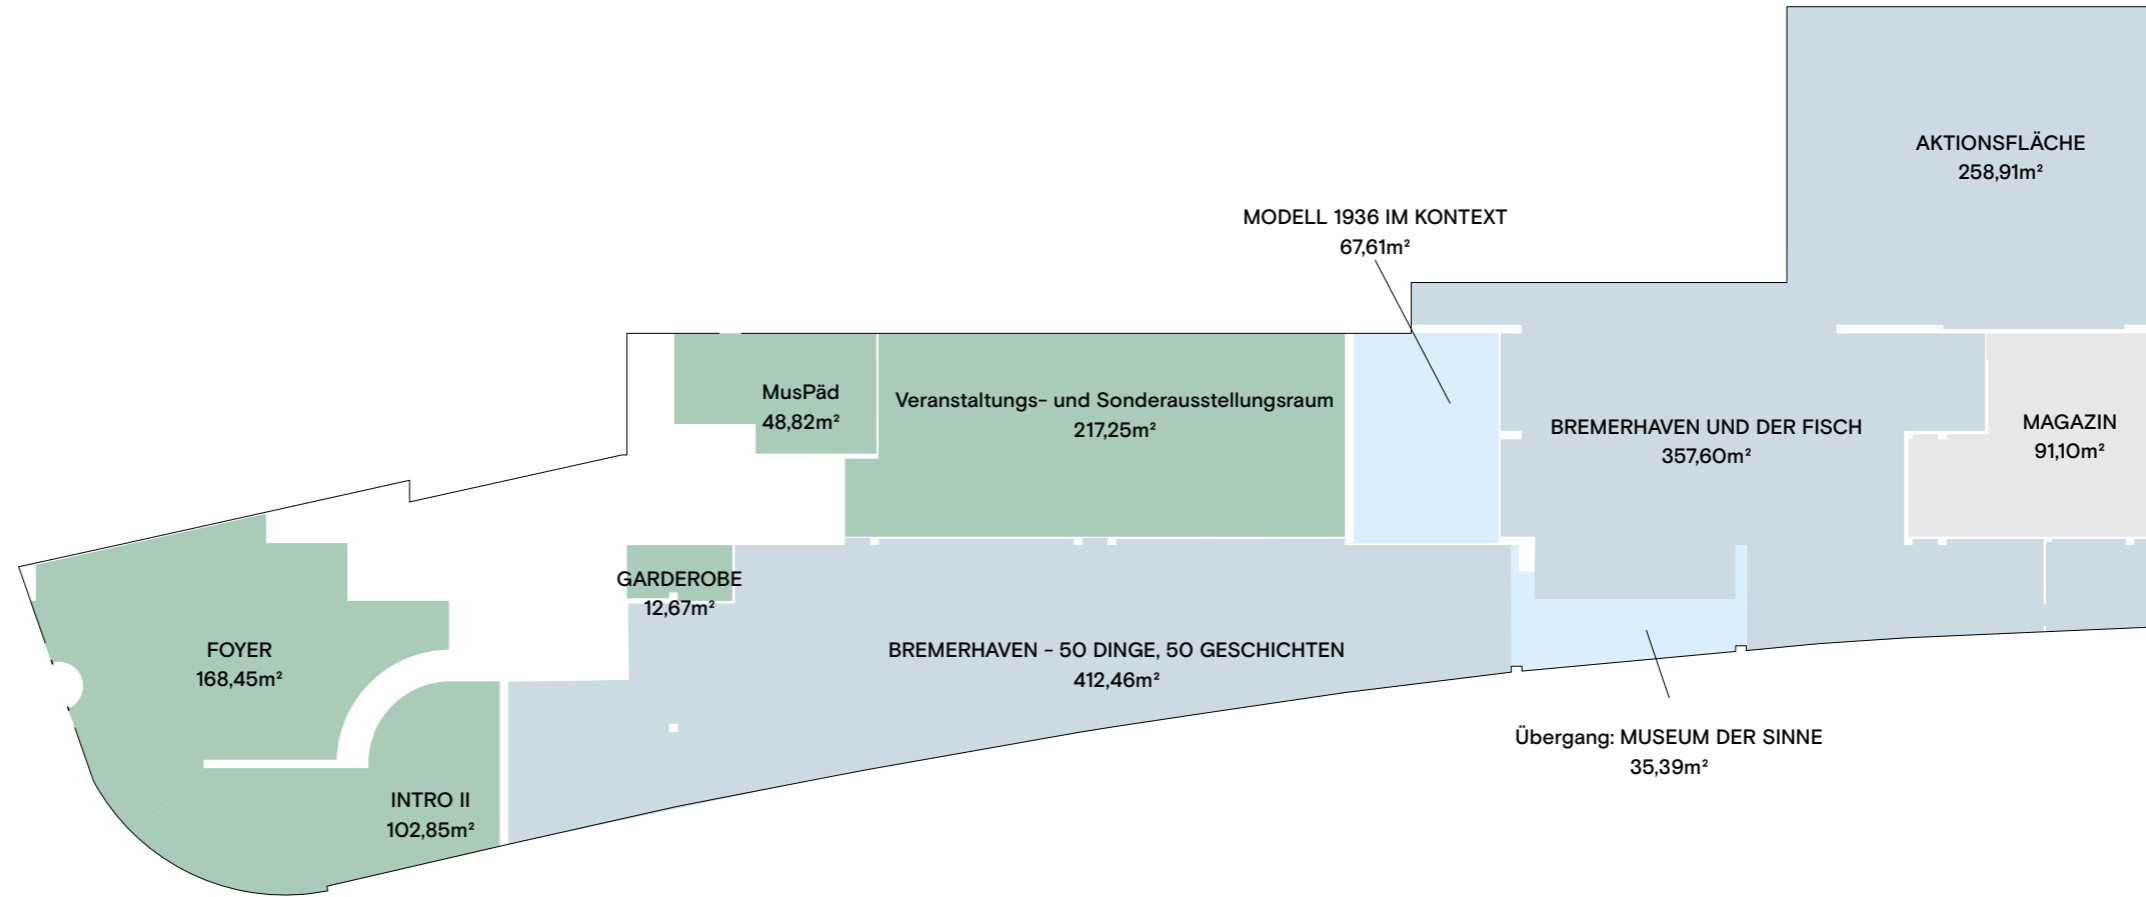 AKTIONSFLÄCHE
258,91m²
MODELL 1936 IM KONTEXT
67,61m²
MusPäd
48,82m²
Veranstaltungs- und Sonderausstellungsraum
217,25m²
BREMERHAVEN UND DER FISCH
357,60m²
MAGAZIN
91,10m²
GARDEROBE
12,67m²
FOYER
168,45m²
BREMERHAVEN - 50 DINGE, 50 GESCHICHTEN
412,46m²
Übergang: MUSEUM DER SINNE
35,39m²
INTRO II
102,85m²